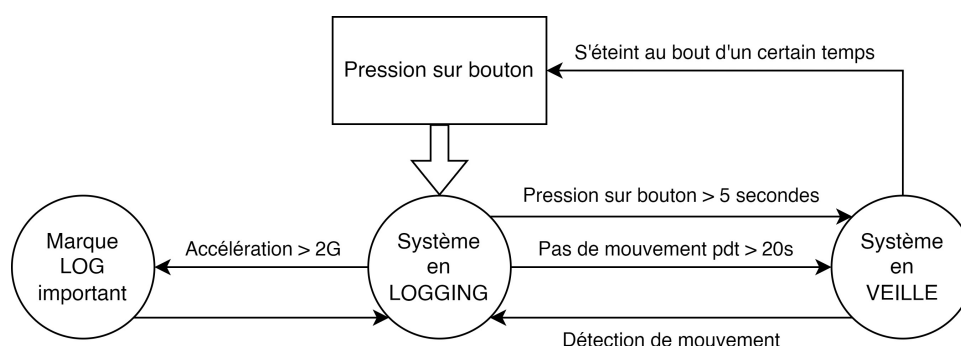 S'éteint au bout d'un certain temps
Pression sur bouton
Pression sur bouton > 5 secondes
Marque
LOG
important
Accélération > 2G
Système
en
LOGGING
Pas de mouvement pdt > 20s
Système
en
VEILLE
Détection de mouvement